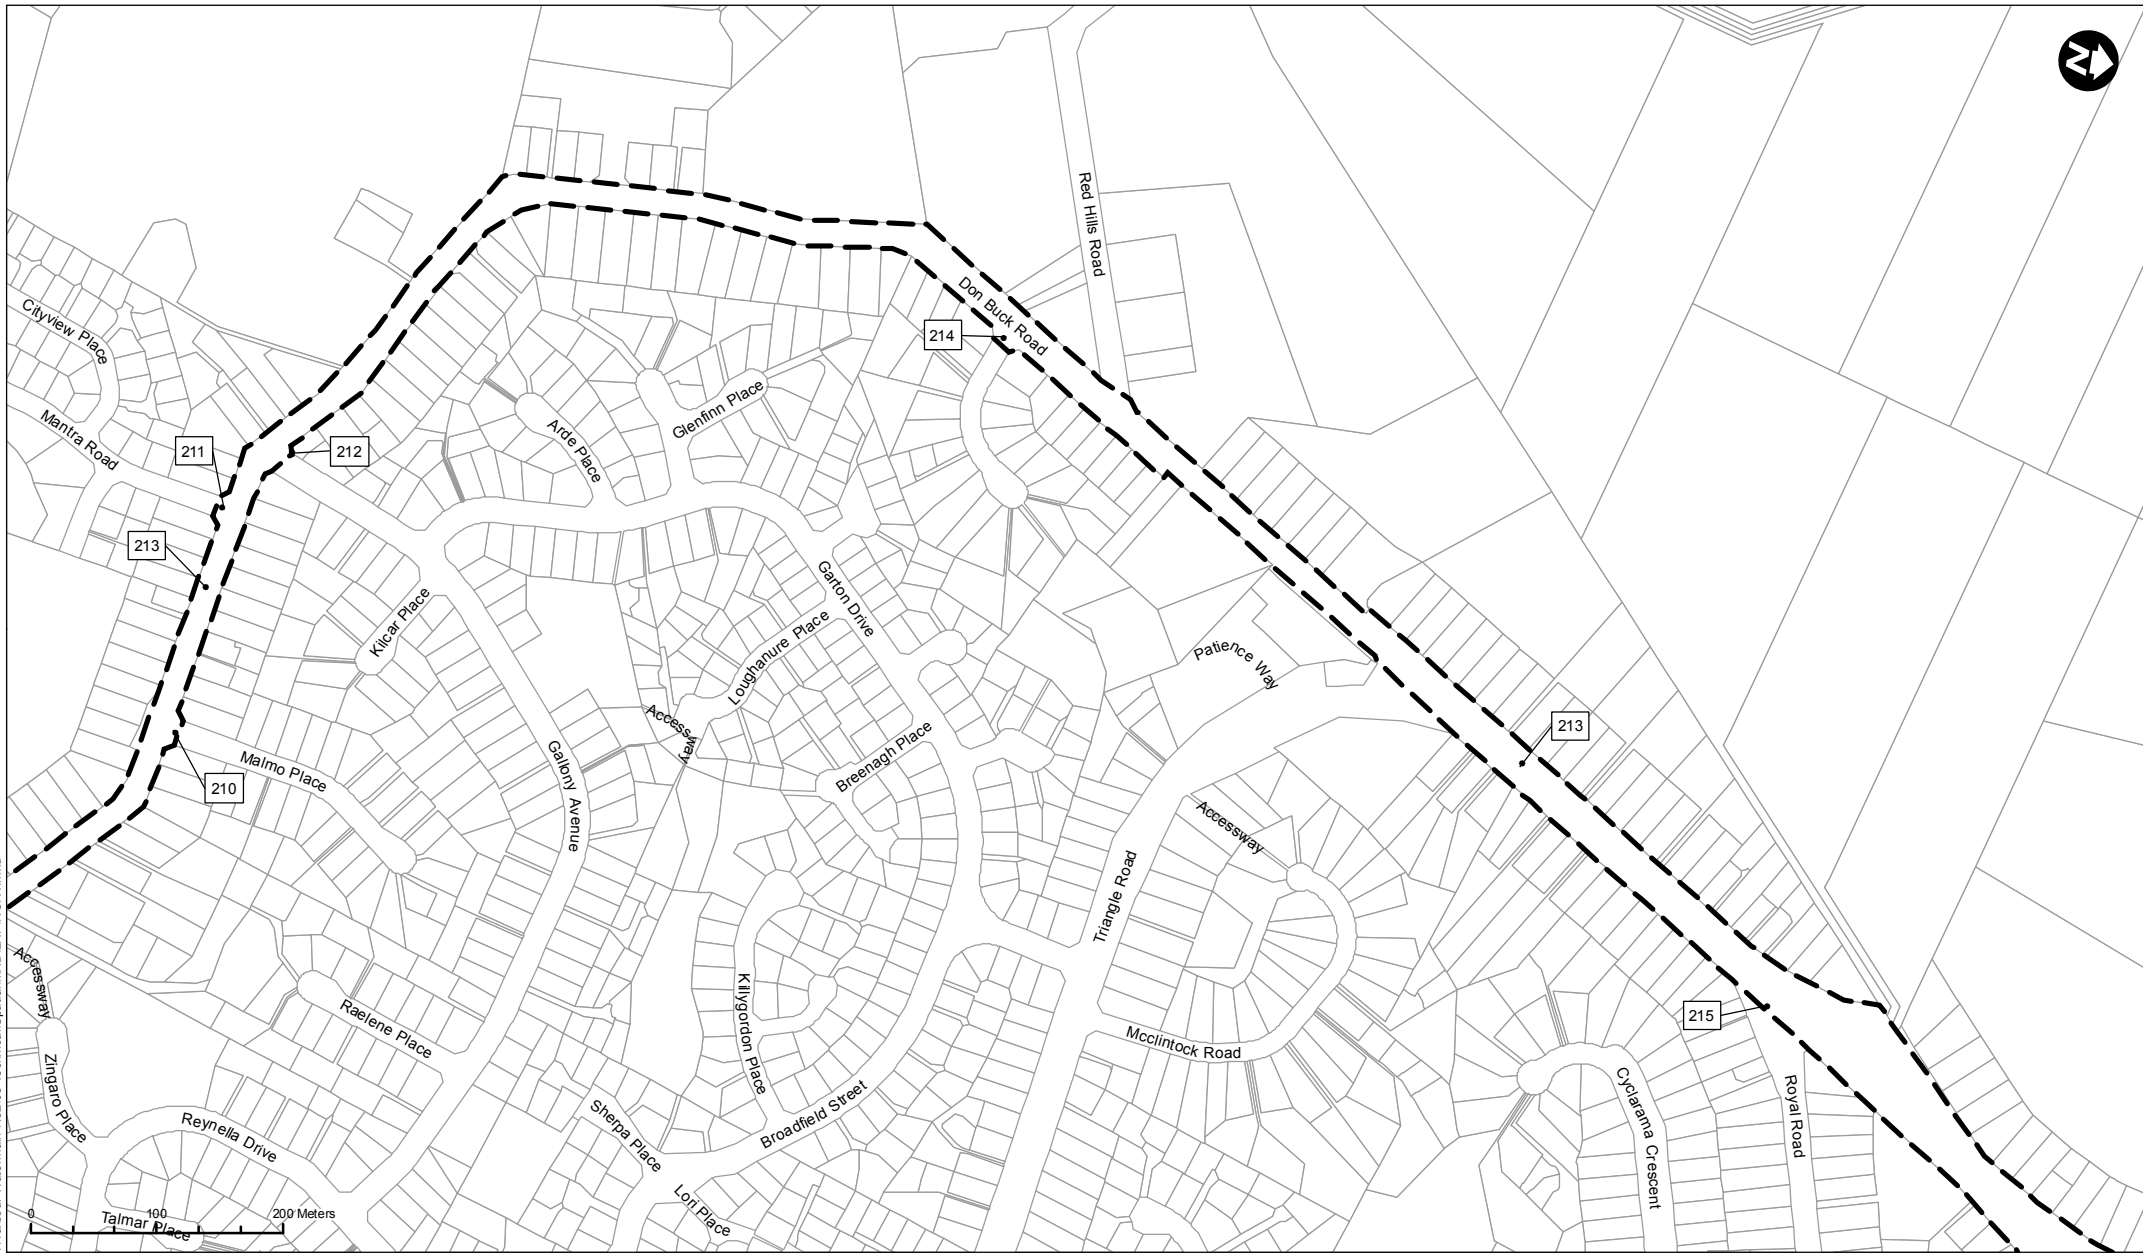 N
Red Hills Road
Don Buck Road
214
Cityview Place
Mantra Road
Glenfinn Place
Arde Place
211
212
213
Garton Drive
Kilcar Place
Loughanure Place
Patience Way
Access
way
213
Breenagh Place
Malmo Place
Gallony Avenue
210
Accessway
Triangle Road
Accessway
Killygordon Place
Raelene Place
215
Mcclintock Road
Zingaro Place
Reynella Drive
Sherpa Place
Broadfield Street
Cyclarama Crescent
Royal Road
Lori Place
Talmar Place
0 100 200 Meters